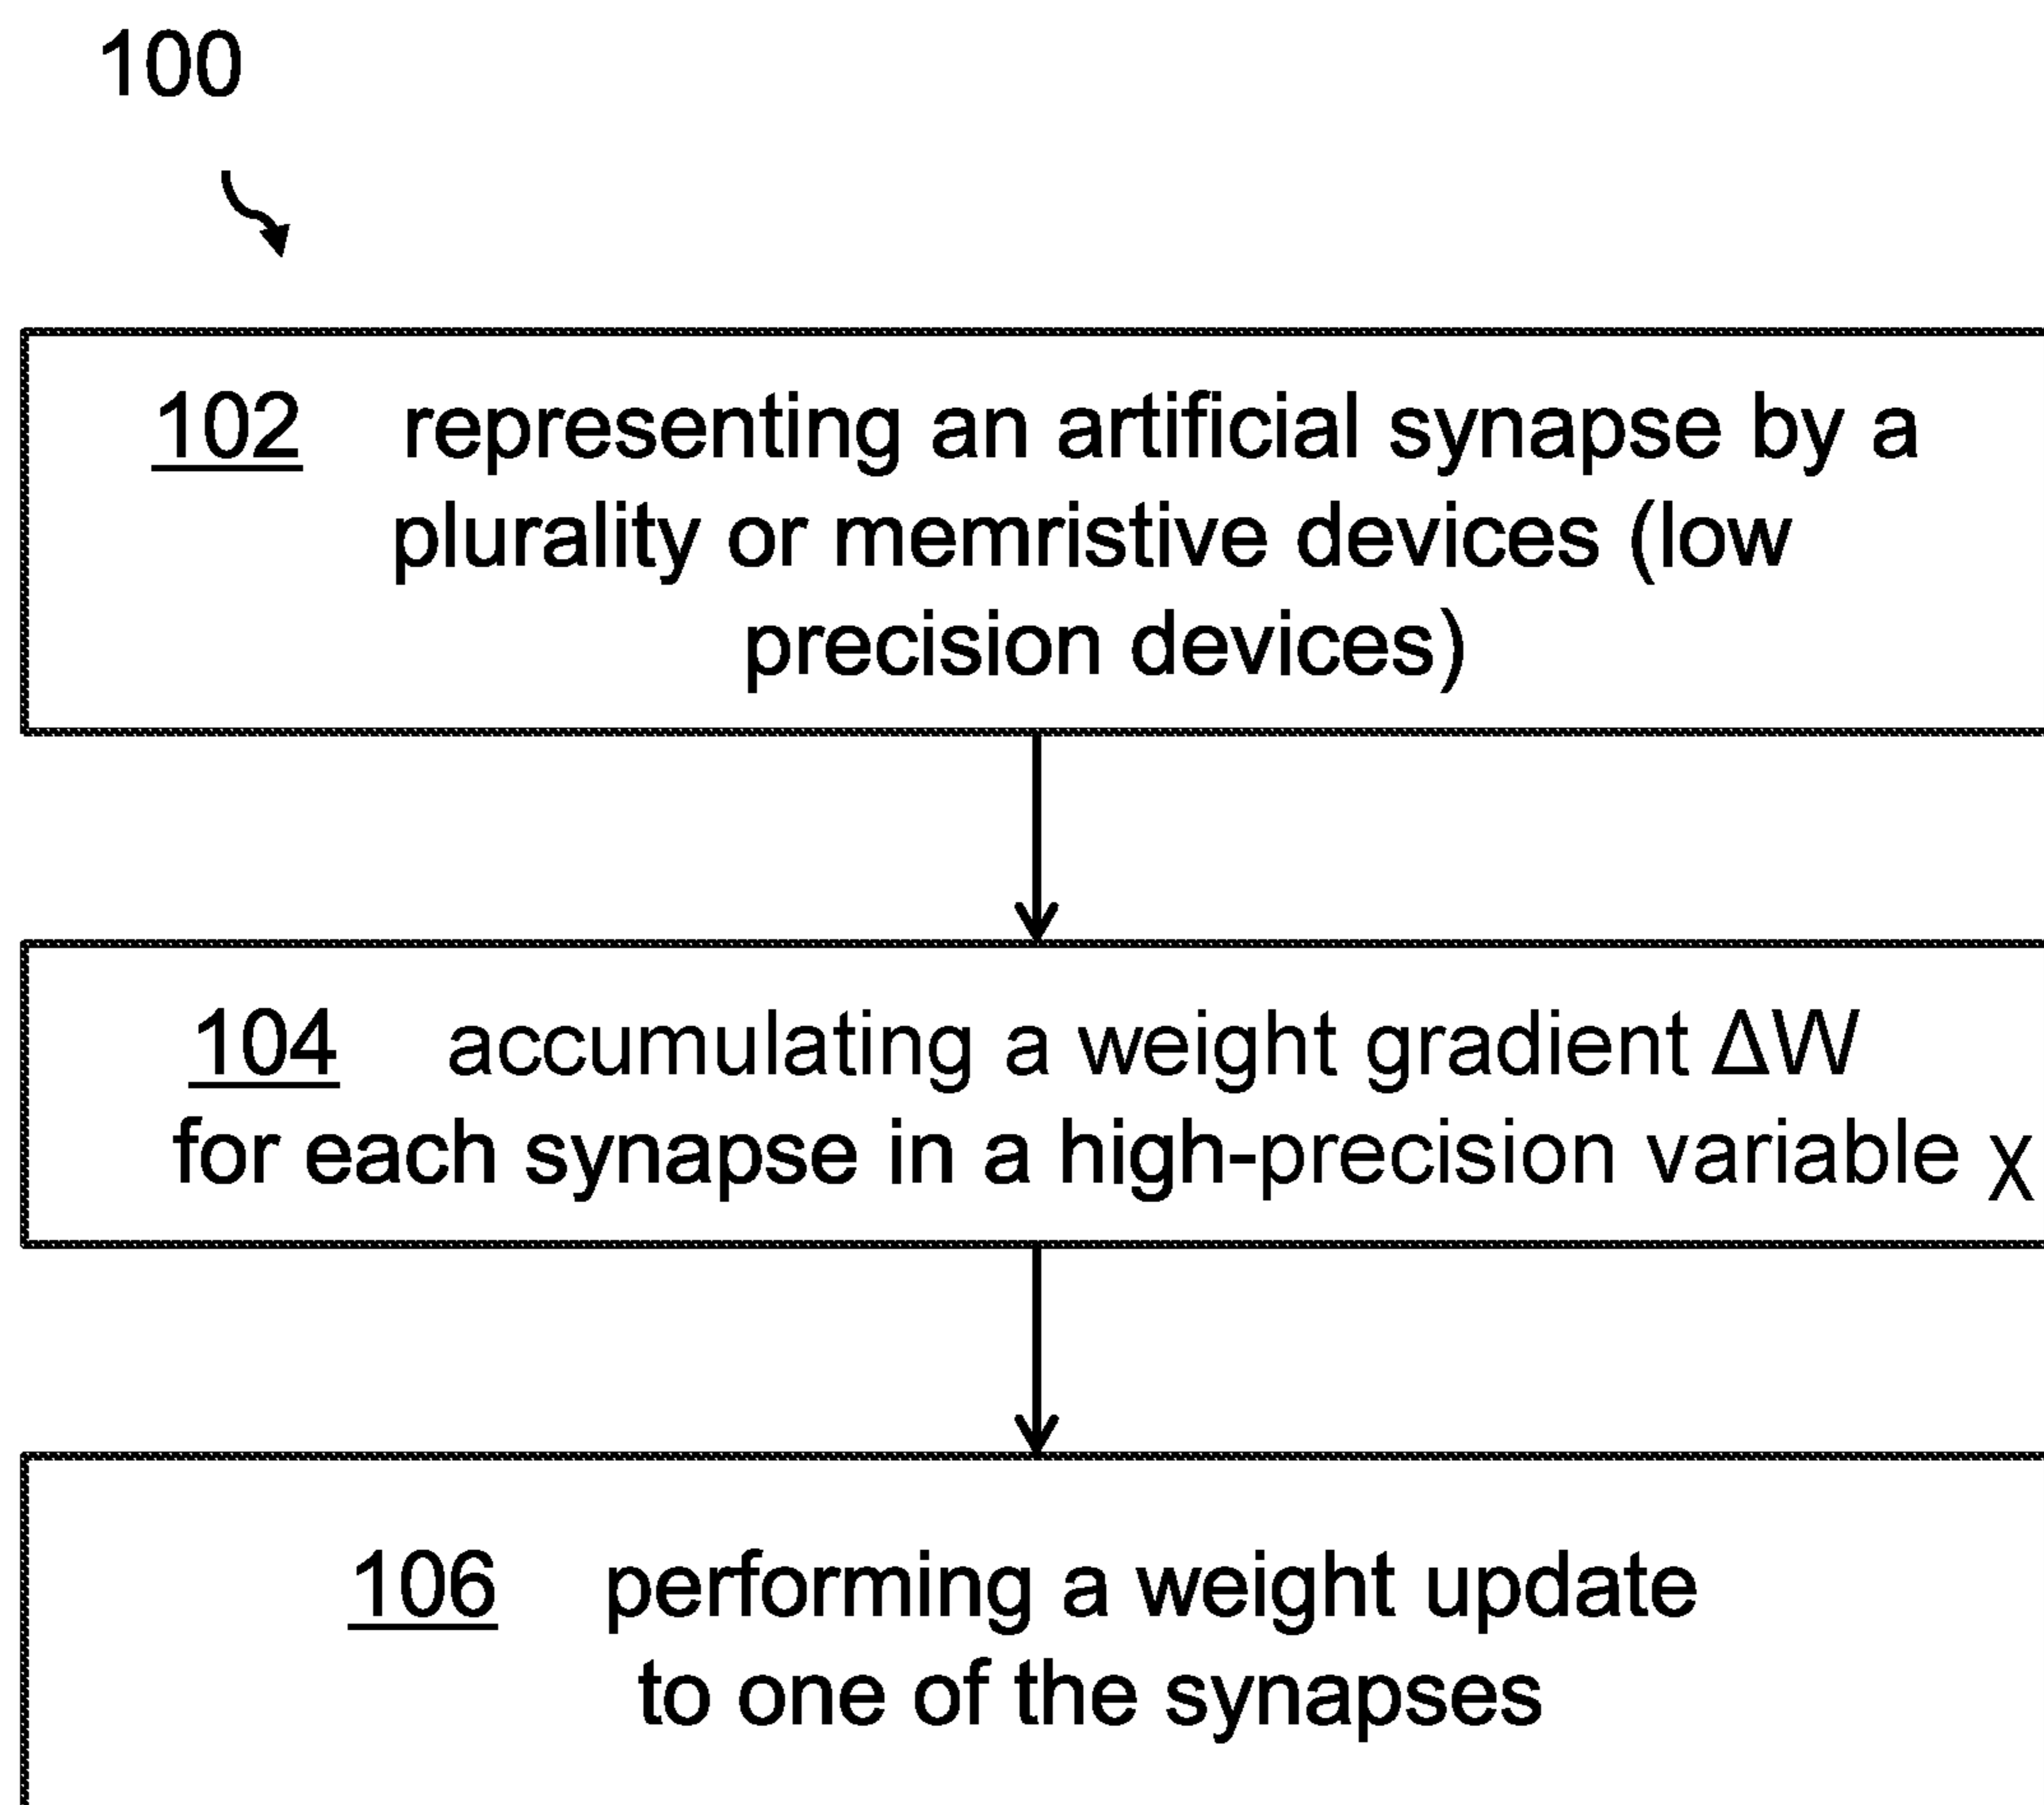 100
102 representing an artificial synapse by a
plurality or memristive devices (low
precision devices)
104 accumulating a weight gradient ΔW
for each synapse in a high-precision variable χ
106 performing a weight update
to one of the synapses